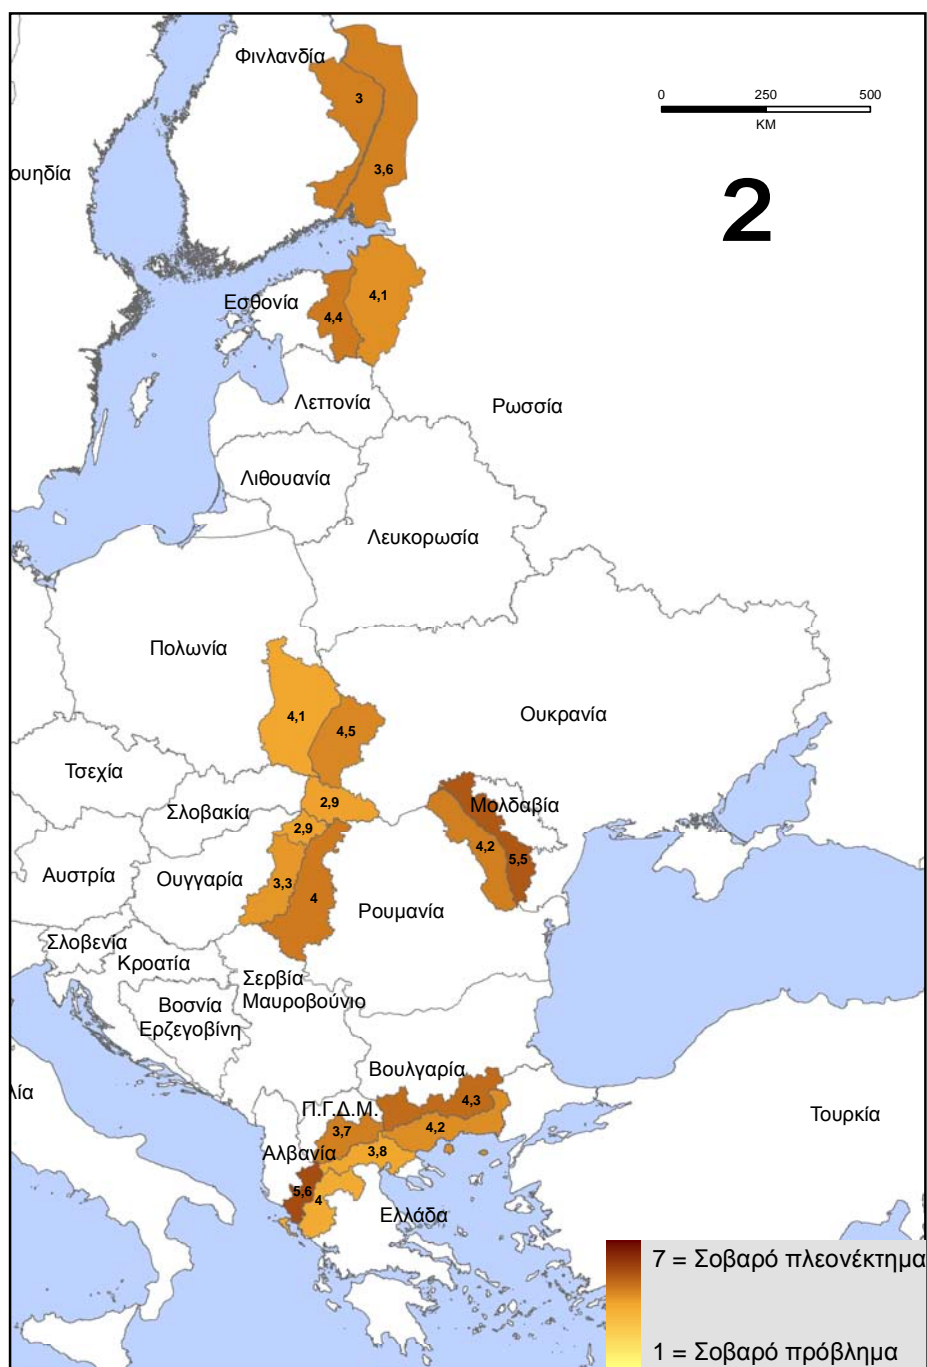 Φινλανδία
0 250 500
KM
3
3,6
2
ουηδία
4,1
4,4
Εσθονία
Λεττονία
Ρωσσία
Λιθουανία
Λευκορωσία
Πολωνία
4,1
4,5
Ουκρανία
Τσεχία
Σλοβακία
2,9
2,9
Μολδαβία
4,2
5,5
Αυστρία
Ουγγαρία
3,3
4
Ρουμανία
Σλοβενία
Κροατία
Σερβία
Μαυροβούνιο
Βοσνία
Ερζεγοβίνη
Βουλγαρία
λία
Π.Γ.Δ.Μ.
4,3
Τουρκία
3,7
4,2
Αλβανία
3,8
5,6
4
Ελλάδα
7 = Σοβαρό πλεονέκτημα
1 = Σοβαρό πρόβλημα